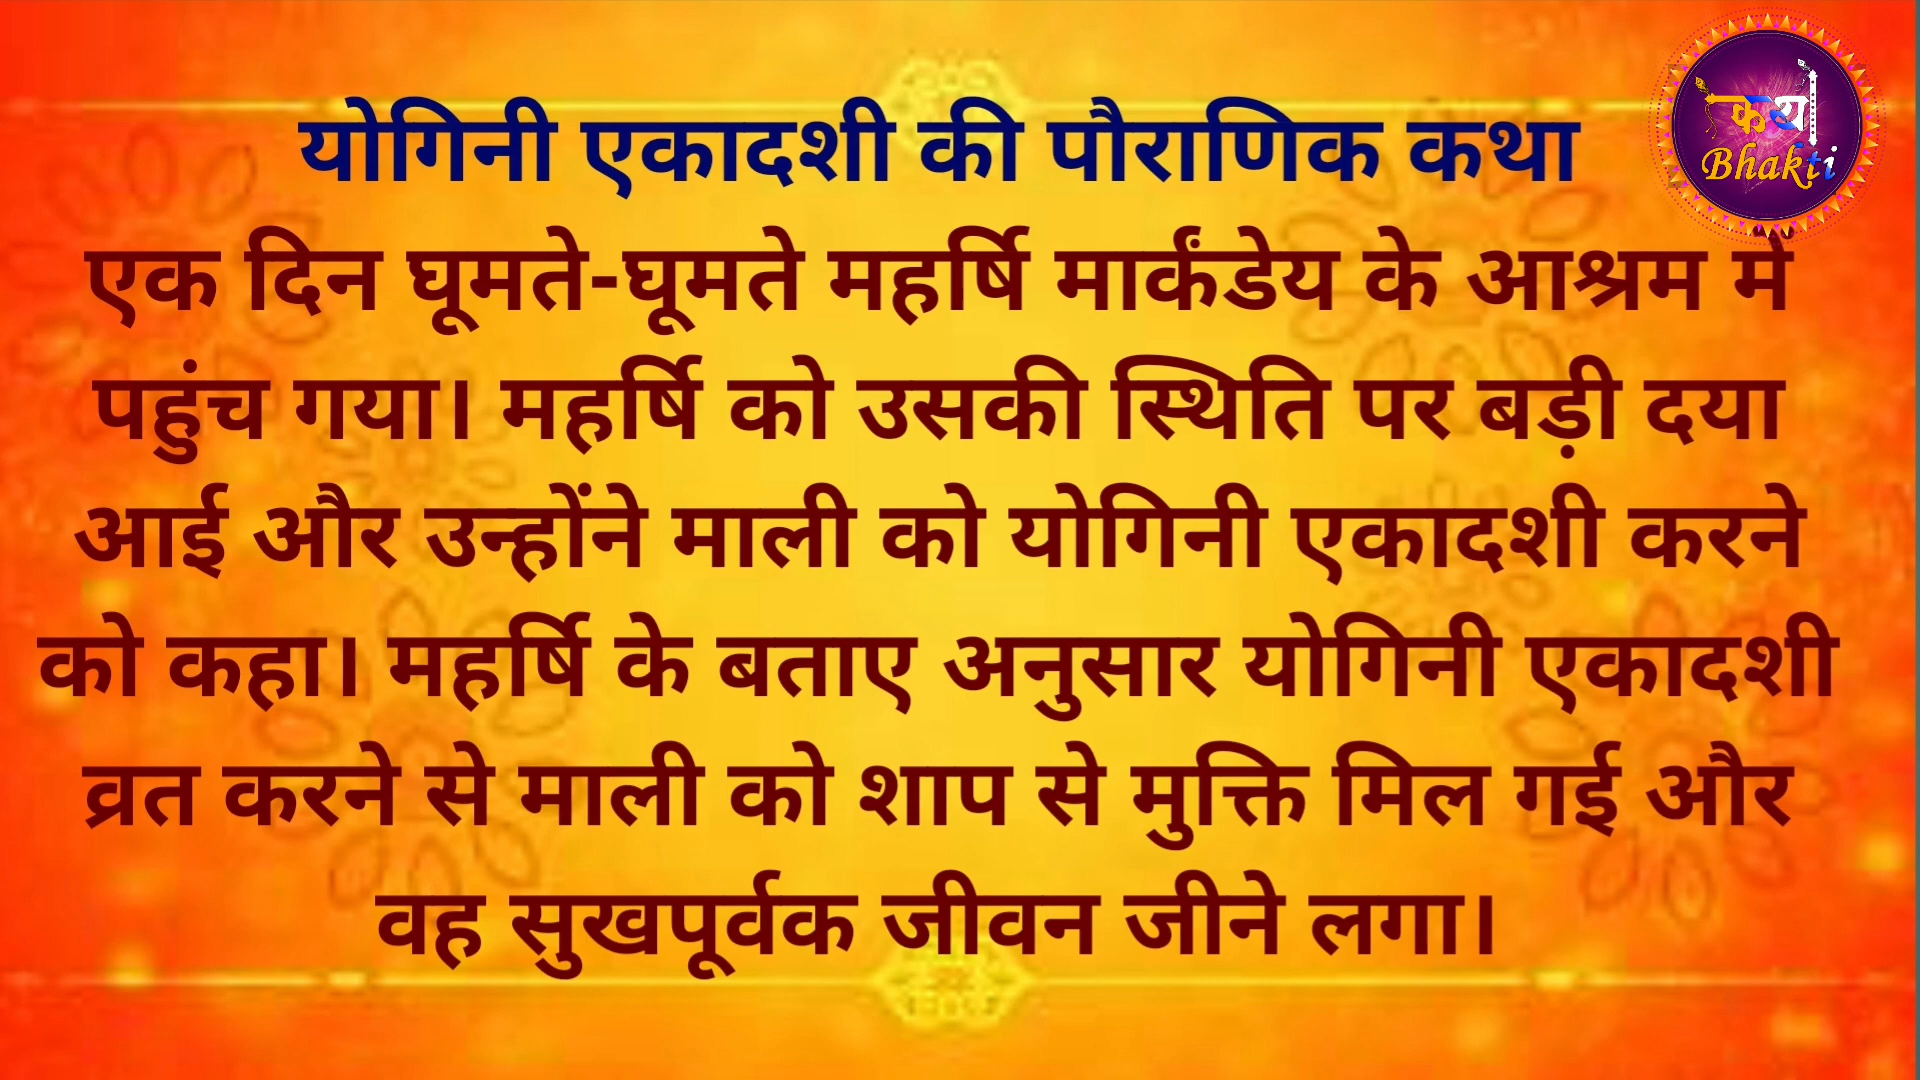 योगिनी एकादशी की पौराणिक कथा
एक दिन घूमते-घूमते महर्षि मार्कंडेय के आश्रम में
पहुंच गया। महर्षि को उसकी स्थिति पर बड़ी दया
आई और उन्होंने माली को योगिनी एकादशी करने
को कहा। महर्षि के बताए अनुसार योगिनी एकादशी
व्रत करने से माली को शाप से मुक्ति मिल गई और
वह सुखपूर्वक जीवन जीने लगा।
Bhakti